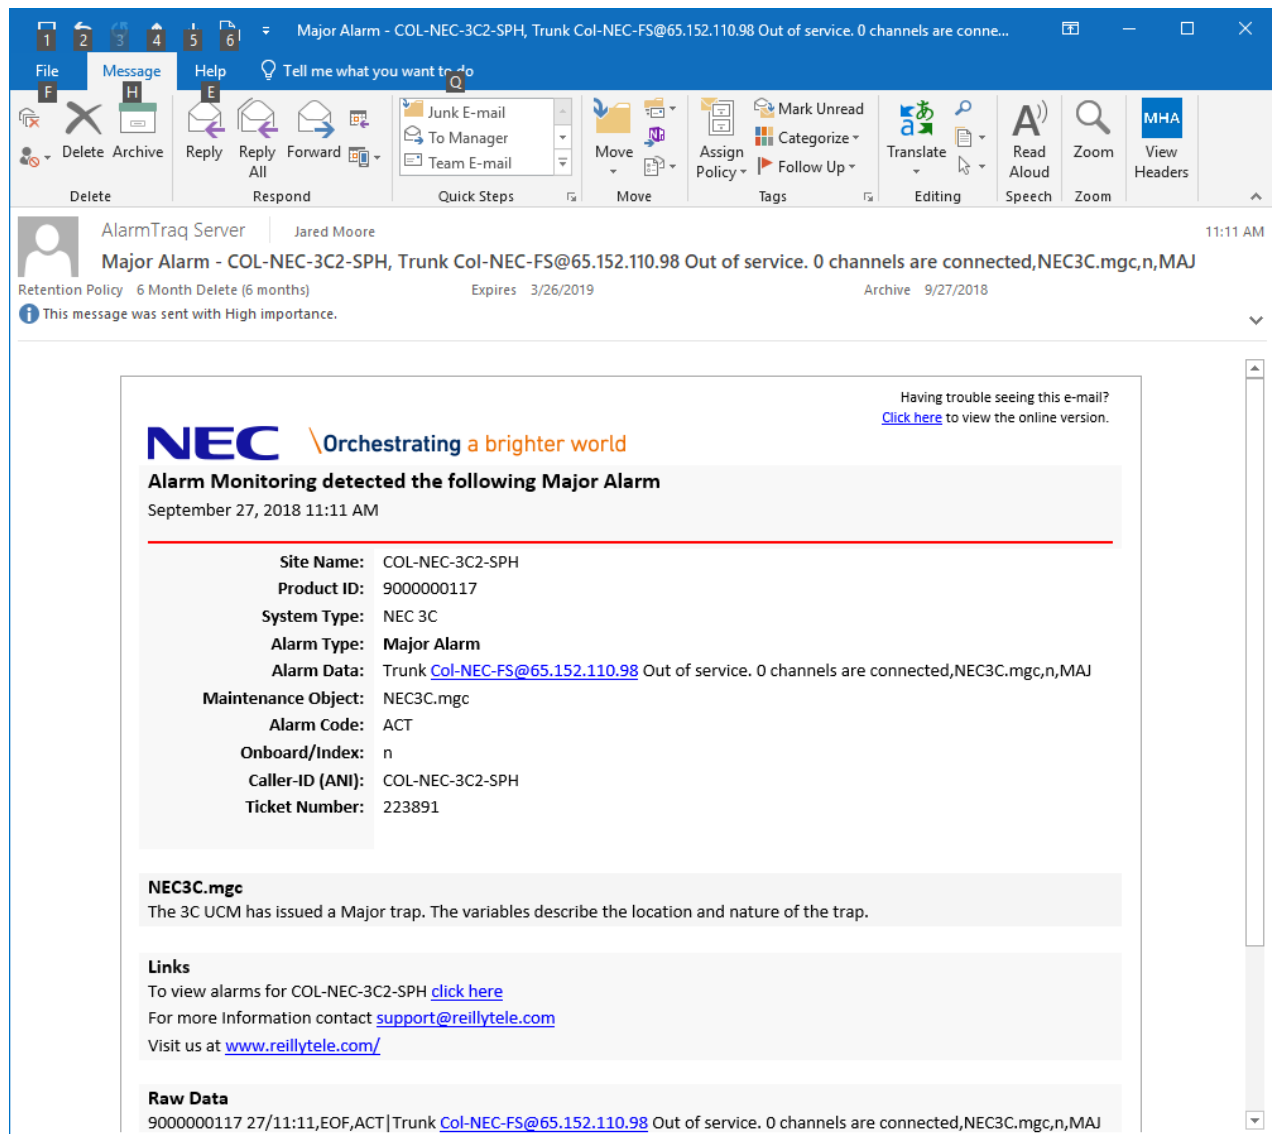 1 2 3 4 5 6 Major Alarm - COL-NEC-3C2-SPH, Trunk Col-NEC-FS@65.152.110.98 Out of service. 0 channels are conne...
File Message Help Tell me what you want to do
F H E Q
Junk E-mail
To Manager
Team E-mail
Delete Archive Reply Reply All Forward Move Assign Policy Mark Unread
Categorize
Follow Up
あ
a Translate A Read Aloud Zoom MHA View Headers
Delete Respond Quick Steps Move Tags Editing Speech Zoom
AlarmTraq Server Jared Moore 11:11 AM
Major Alarm - COL-NEC-3C2-SPH, Trunk Col-NEC-FS@65.152.110.98 Out of service. 0 channels are connected,NEC3C.mgc,n,MAJ
Retention Policy 6 Month Delete (6 months) Expires 3/26/2019 Archive 9/27/2018
This message was sent with High importance.
Having trouble seeing this e-mail?
Click here to view the online version.
NEC \Orchestrating a brighter world
Alarm Monitoring detected the following Major Alarm
September 27, 2018 11:11 AM
Site Name: COL-NEC-3C2-SPH
Product ID: 9000000117
System Type: NEC 3C
Alarm Type: Major Alarm
Alarm Data: Trunk Col-NEC-FS@65.152.110.98 Out of service. 0 channels are connected,NEC3C.mgc,n,MAJ
Maintenance Object: NEC3C.mgc
Alarm Code: ACT
Onboard/Index: n
Caller-ID (ANI): COL-NEC-3C2-SPH
Ticket Number: 223891
NEC3C.mgc
The 3C UCM has issued a Major trap. The variables describe the location and nature of the trap.
Links
To view alarms for COL-NEC-3C2-SPH click here
For more Information contact support@reillytele.com
Visit us at www.reillytele.com/
Raw Data
9000000117 27/11:11,EOF,ACT|Trunk Col-NEC-FS@65.152.110.98 Out of service. 0 channels are connected,NEC3C.mgc,n,MAJ